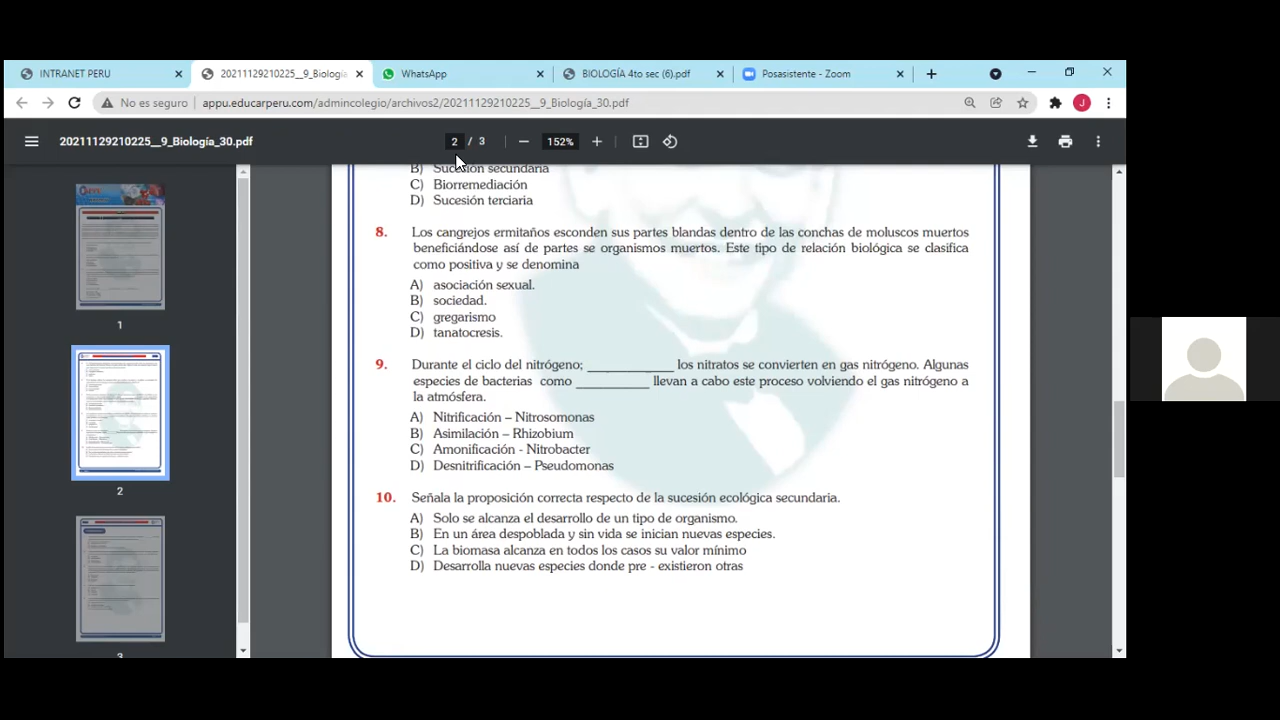 INTRANET PERU
20211129210225__9_Biología
WhatsApp
BIOLOGÍA 4to sec (6).pdf
Posasistente - Zoom
No es seguro
appu.educarperu.com/admincolegio/archivos2/20211129210225__9_Biología_30.pdf
J
20211129210225__9_Biología_30.pdf
2 / 3
152%
1
2
3
B) Sucesión secundaria
C) Biorremediación
D) Sucesión terciaria
8. Los cangrejos ermitaños esconden sus partes blandas dentro de las conchas de moluscos muertos
beneficiándose así de partes se organismos muertos. Este tipo de relación biológica se clasifica
como positiva y se denomina
A) asociación sexual.
B) sociedad.
C) gregarismo
D) tanatocresis.
9. Durante el ciclo del nitrógeno; ____________ los nitratos se convierten en gas nitrógeno. Algunas
especies de bacterias como __________ llevan a cabo este proceso volviendo el gas nitrógeno a
la atmósfera.
A) Nitrificación – Nitrosomonas
B) Asimilación – Rhizobium
C) Amonificación - Nitrobacter
D) Desnitrificación – Pseudomonas
10. Señala la proposición correcta respecto de la sucesión ecológica secundaria.
A) Solo se alcanza el desarrollo de un tipo de organismo.
B) En un área despoblada y sin vida se inician nuevas especies.
C) La biomasa alcanza en todos los casos su valor mínimo
D) Desarrolla nuevas especies donde pre - existieron otras